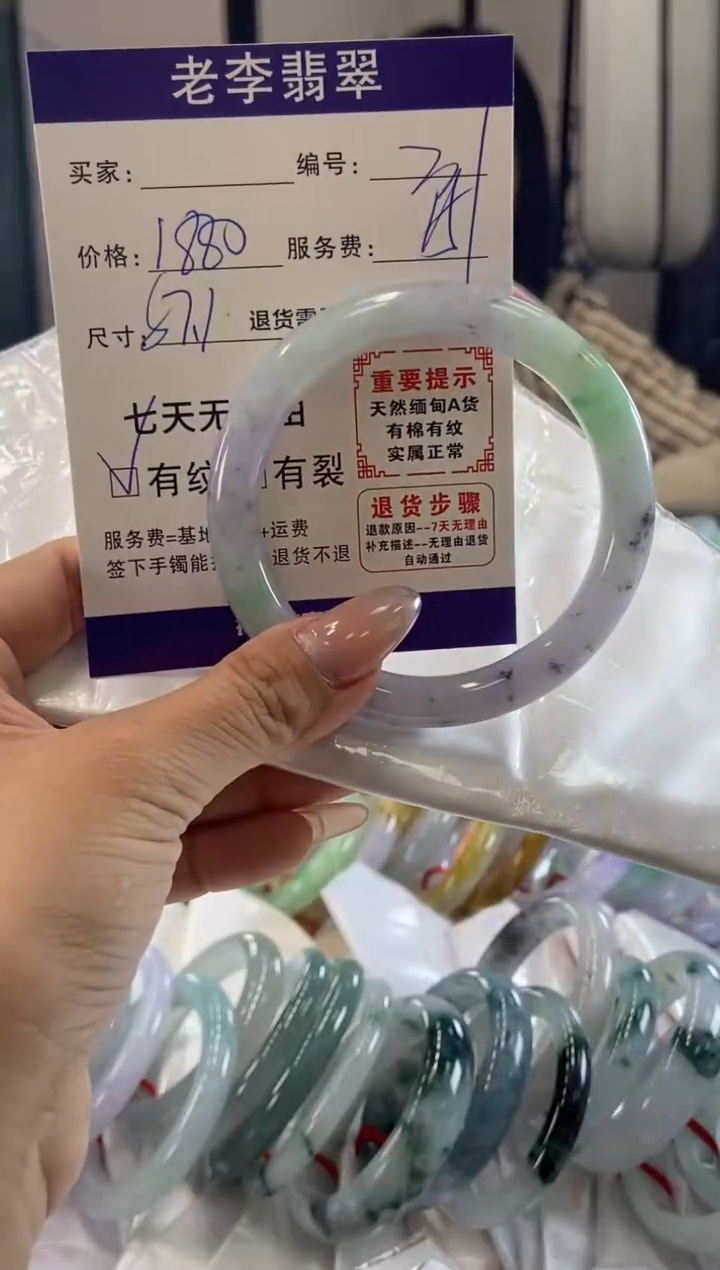 老李翡翠
买家: 编号:
价格: 1880 服务费:
尺寸: 57.1 退货需
七天无 由
有纹 有裂
重要提示
天然缅甸A货
有棉有纹
实属正常
服务费=基地 +运费
签下手镯能 退货不退
退货步骤
退款原因--7天无理由
补充描述--无理由退货
自动通过